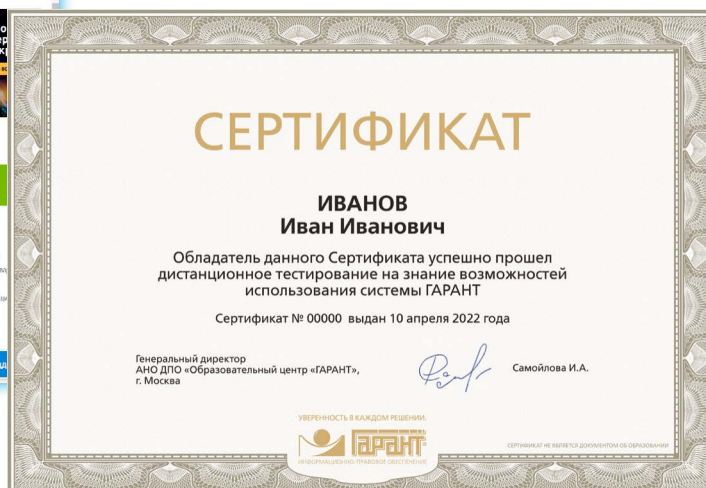 СЕРТИФИКАТ
ИВАНОВ
Иван Иванович
Обладатель данного Сертификата успешно прошел
дистанционное тестирование на знание возможностей
использования системы ГАРАНТ
Сертификат № 00000 выдан 10 апреля 2022 года
Генеральный директор
АНО ДПО «Образовательный центр «ГАРАНТ»,
г. Москва
Самойлова И.А.
УВЕРЕННОСТЬ В КАЖДОМ РЕШЕНИИ.
ГАРАНТ
ИНФОРМАЦИОННО-ПРАВОВОЕ ОБЕСПЕЧЕНИЕ
СЕРТИФИКАТ НЕ ЯВЛЯЕТСЯ ДОКУМЕНТОМ ОБ ОБРАЗОВАНИИ